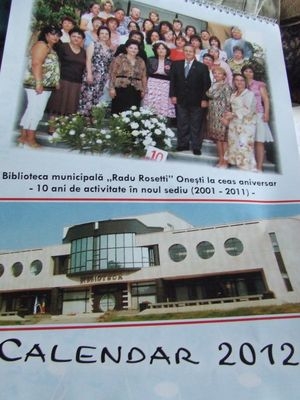 10
Biblioteca municipală „Radu Rosetti” Onești la ceas aniversar
- 10 ani de activitate în noul sediu (2001 - 2011) -
BIBLIOTECA
CALENDAR 2012